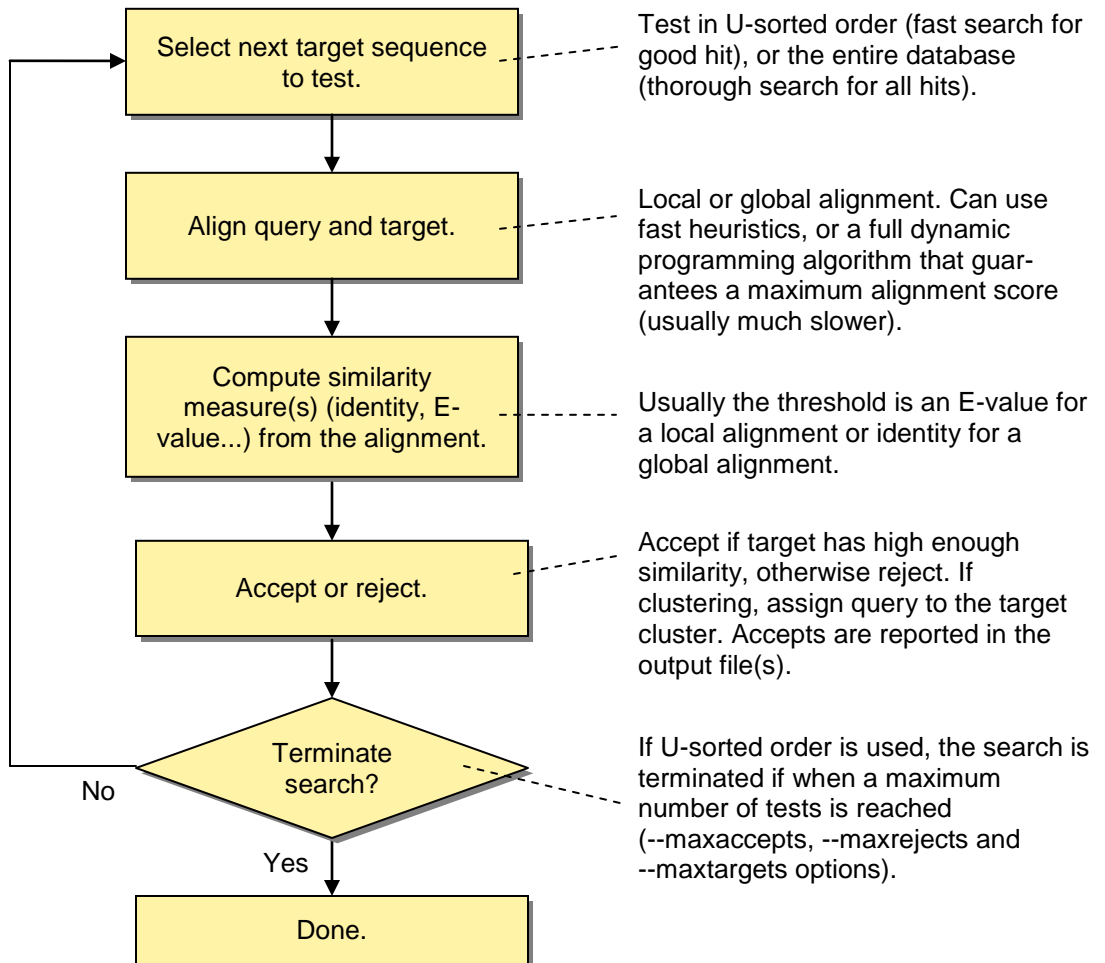 Select next target sequence
to test.
Test in U-sorted order (fast search for
good hit), or the entire database
(thorough search for all hits).
Align query and target.
Local or global alignment. Can use
fast heuristics, or a full dynamic
programming algorithm that guar-
antees a maximum alignment score
(usually much slower).
Compute similarity
measure(s) (identity, E-
value...) from the alignment.
Usually the threshold is an E-value for
a local alignment or identity for a
global alignment.
Accept or reject.
Accept if target has high enough
similarity, otherwise reject. If
clustering, assign query to the target
cluster. Accepts are reported in the
output file(s).
Terminate
search?
If U-sorted order is used, the search is
terminated if when a maximum
number of tests is reached
(--maxaccepts, --maxrejects and
--maxtargets options).
No
Yes
Done.